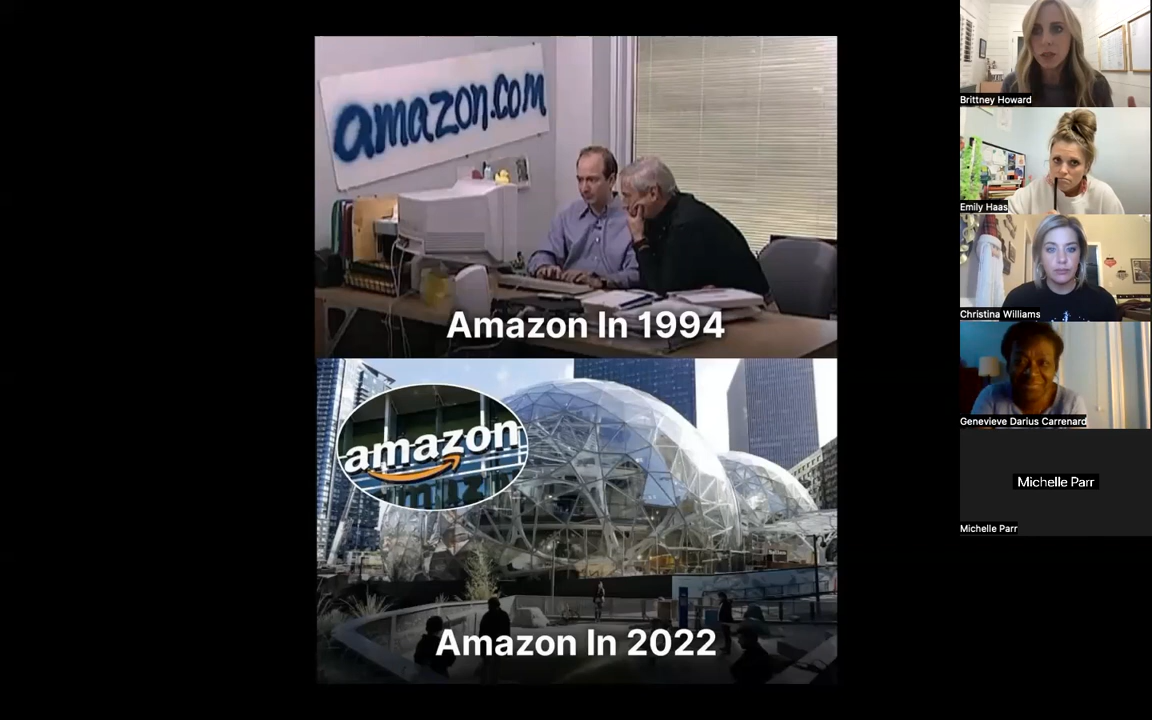 amazon.com
Amazon In 1994
amazon
Amazon In 2022
Brittney Howard
Emily Haas
Christina Williams
Genevieve Darius Carrenard
Michelle Parr
Michelle Parr